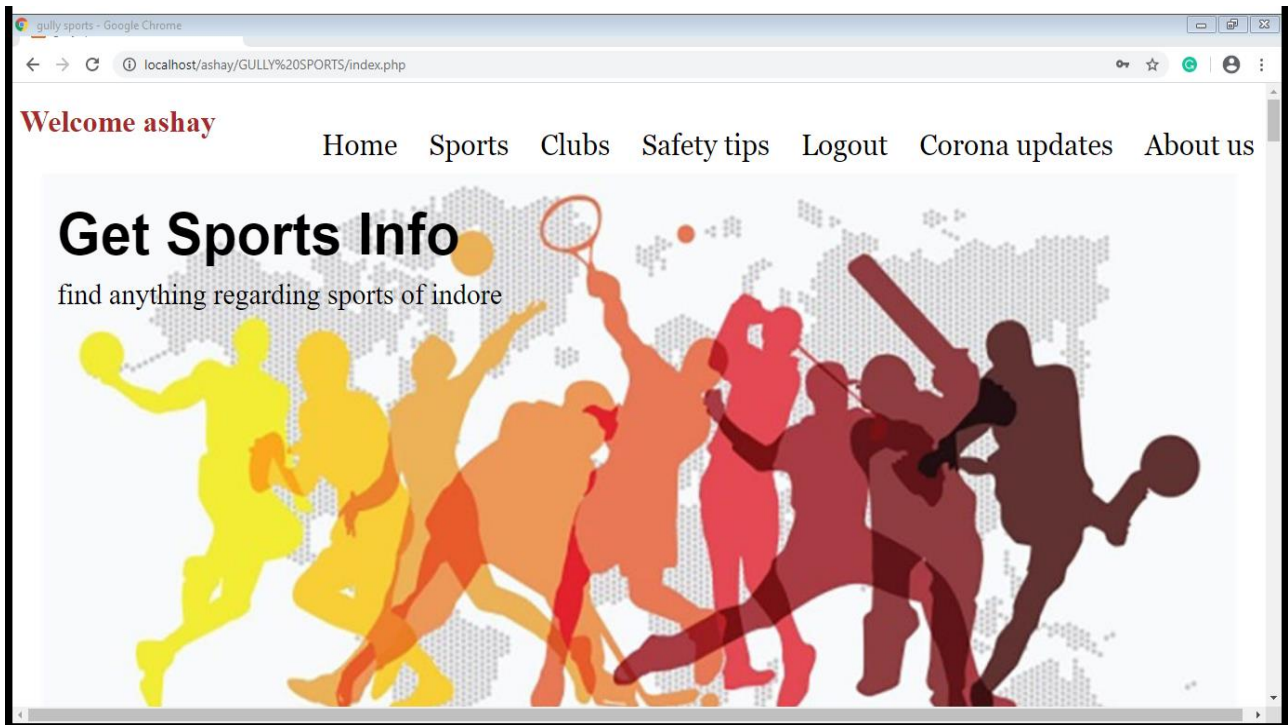 gully sports - Google Chrome
localhost/ashay/GULLY%20SPORTS/index.php
Welcome ashay
Home Sports Clubs Safety tips Logout Corona updates About us
Get Sports Info
find anything regarding sports of indore